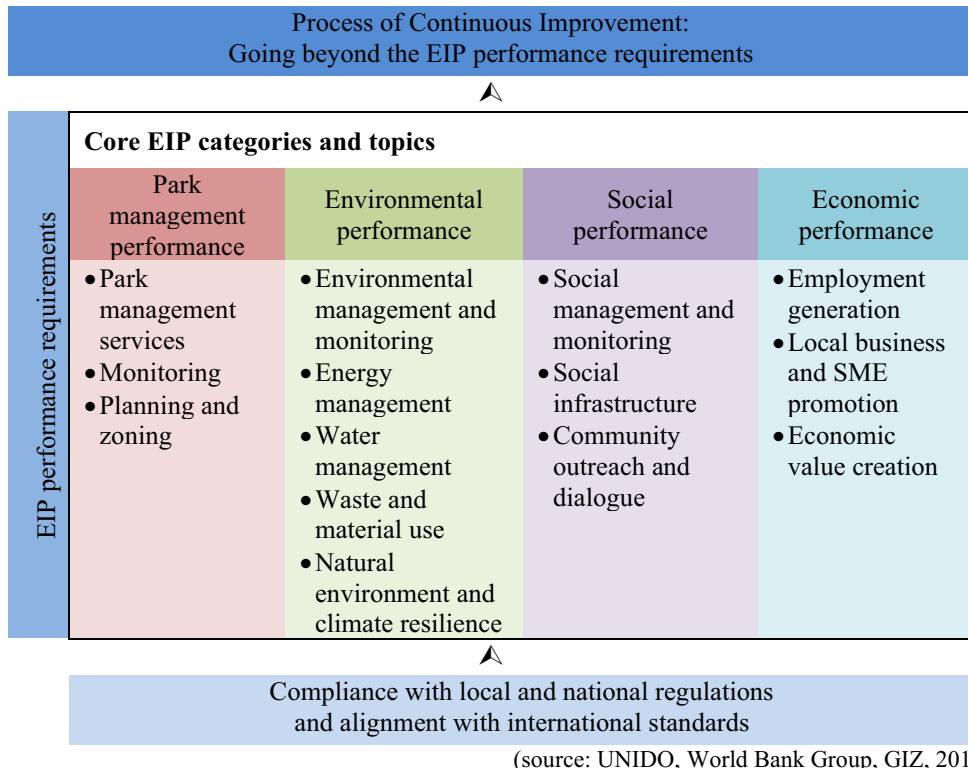 Process of Continuous Improvement:
Going beyond the EIP performance requirements
EIP performance requirements
Core EIP categories and topics
Park
management
performance
Environmental
performance
Social
performance
Economic
performance
• Park
management
services
• Monitoring
• Planning and
zoning
• Environmental
management and
monitoring
• Energy
management
• Water
management
• Waste and
material use
• Natural
environment and
climate resilience
• Social
management and
monitoring
• Social
infrastructure
• Community
outreach and
dialogue
• Employment
generation
• Local business
and SME
promotion
• Economic
value creation
Compliance with local and national regulations
and alignment with international standards
(source: UNIDO, World Bank Group, GIZ, 201